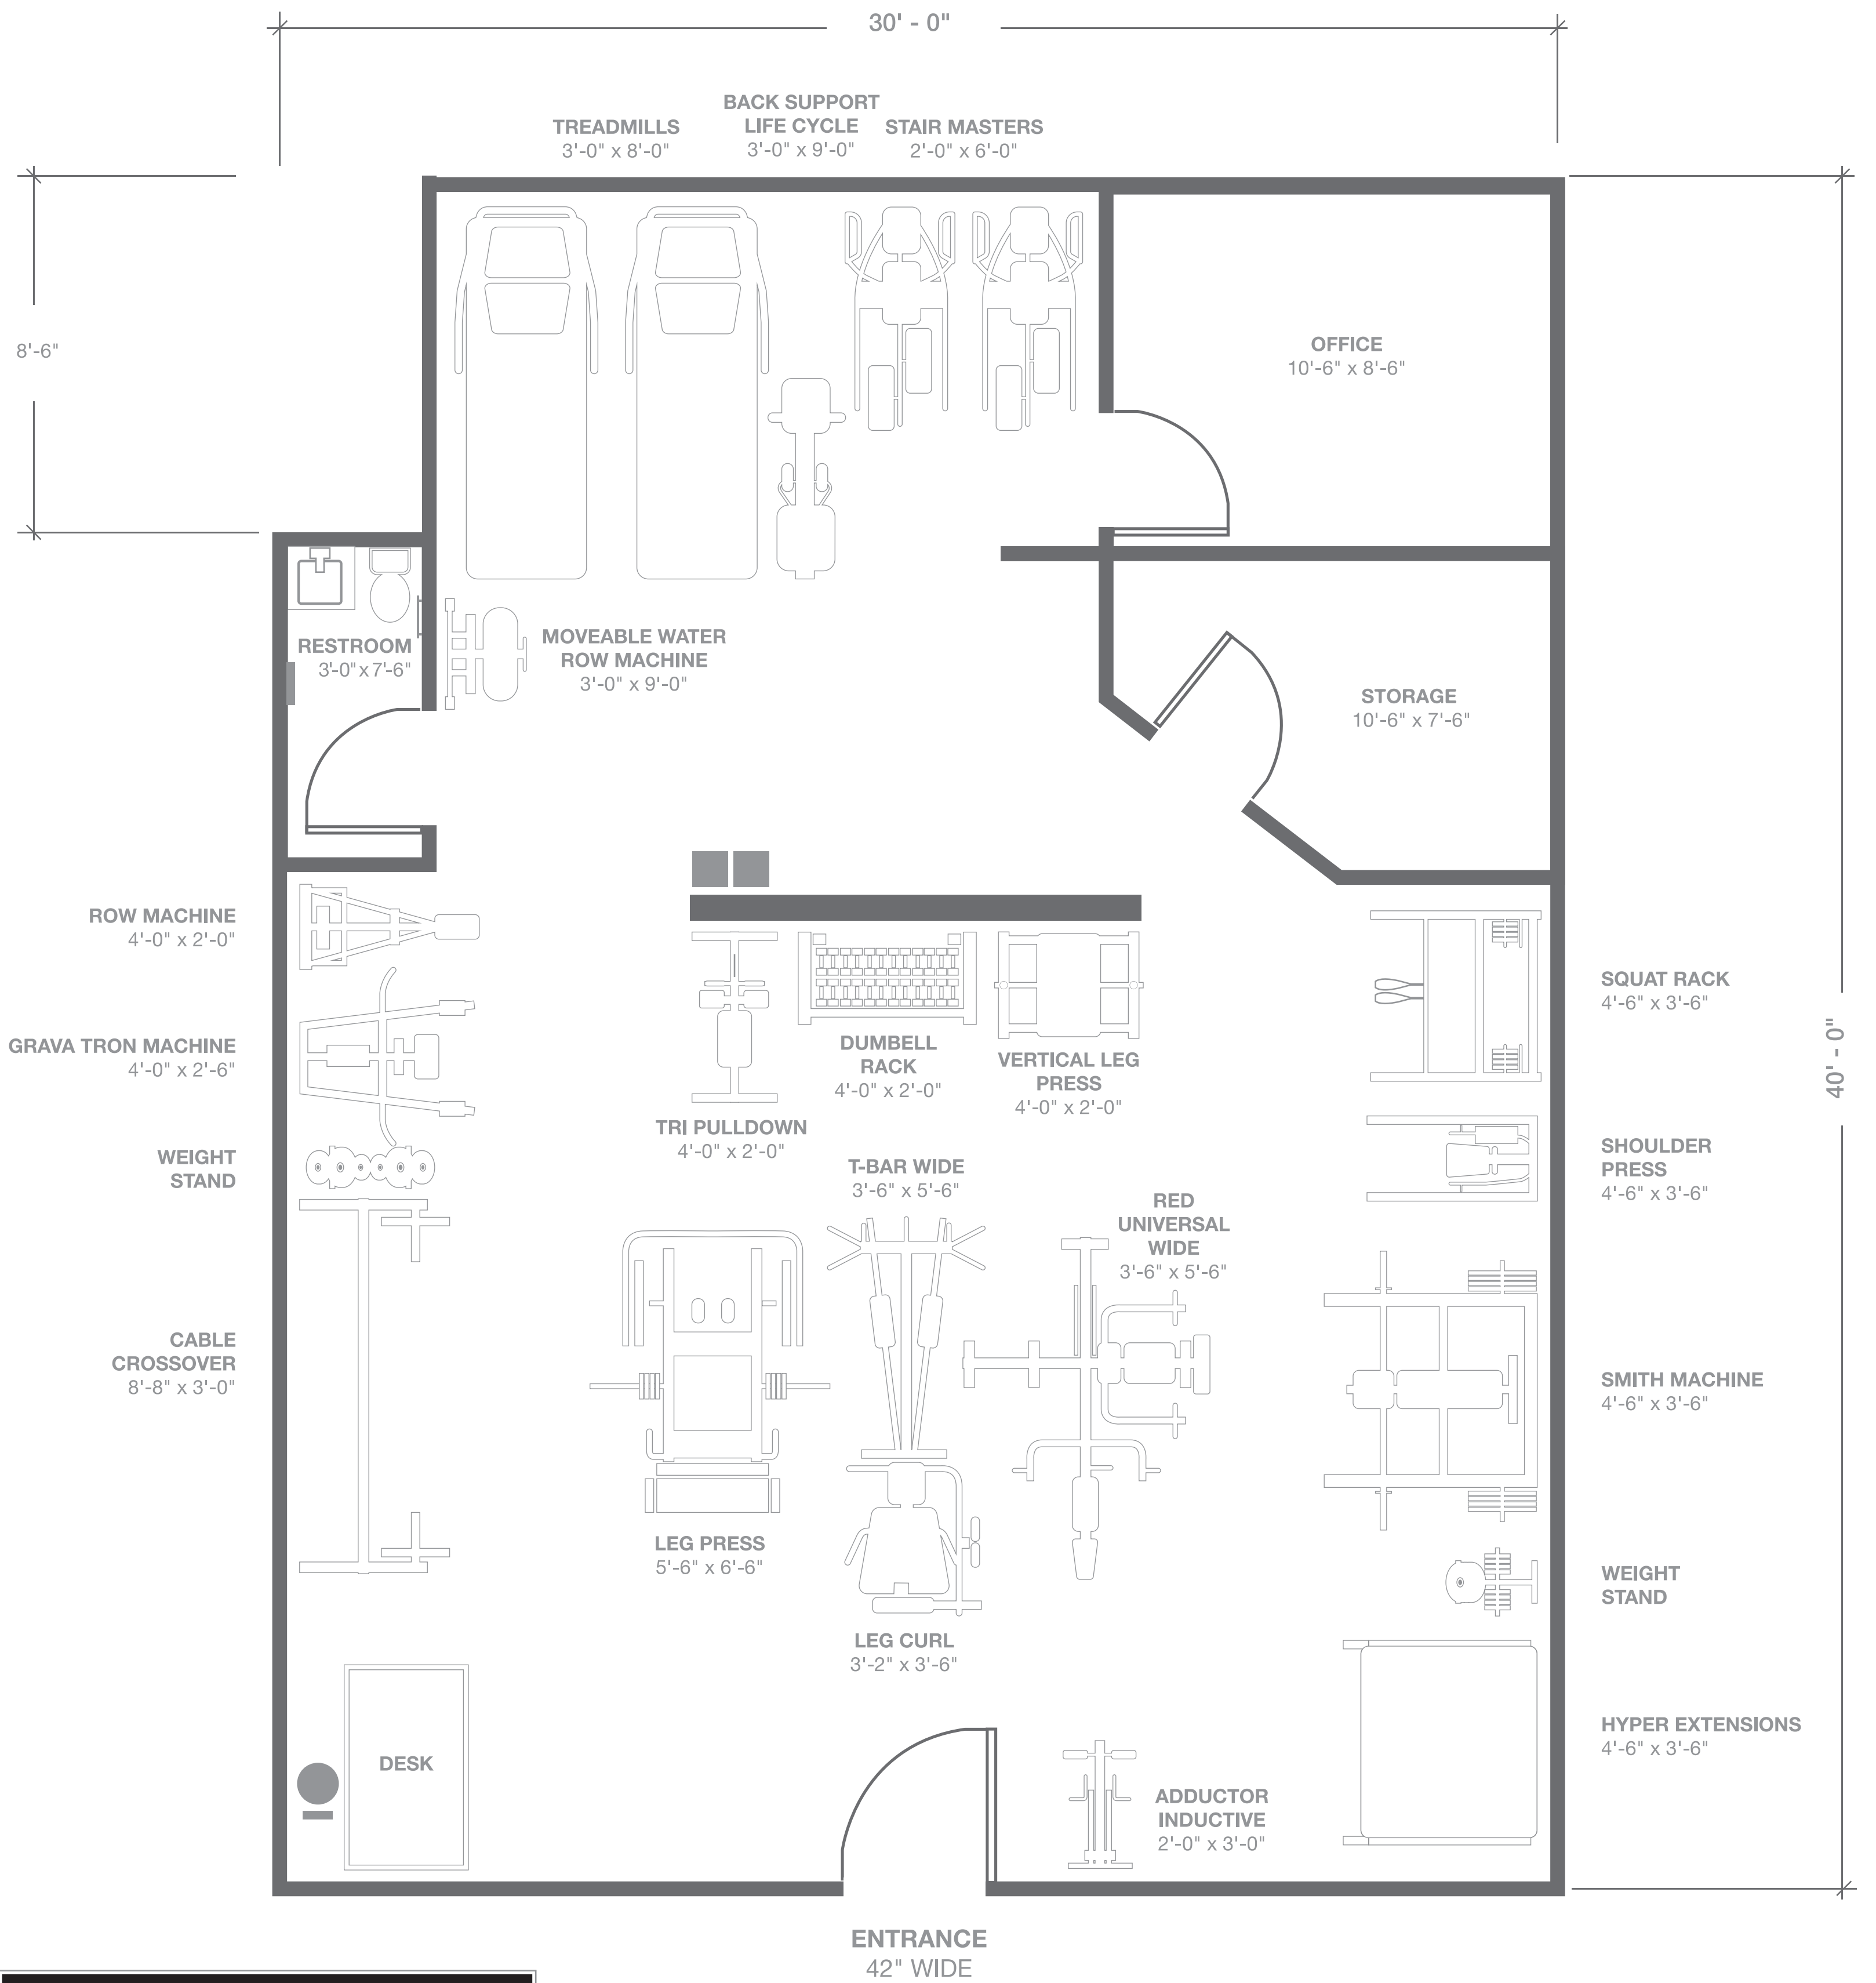 30' - 0"
TREADMILLS
3'-0" x 8'-0"
BACK SUPPORT
LIFE CYCLE
3'-0" x 9'-0"
STAIR MASTERS
2'-0" x 6'-0"
8'-6"
OFFICE
10'-6" x 8'-6"
RESTROOM
3'-0" x 7'-6"
MOVEABLE WATER
ROW MACHINE
3'-0" x 9'-0"
STORAGE
10'-6" x 7'-6"
ROW MACHINE
4'-0" x 2'-0"
GRAVA TRON MACHINE
4'-0" x 2'-6"
WEIGHT
STAND
CABLE
CROSSOVER
8'-8" x 3'-0"
TRI PULLDOWN
4'-0" x 2'-0"
DUMBELL
RACK
4'-0" x 2'-0"
VERTICAL LEG
PRESS
4'-0" x 2'-0"
T-BAR WIDE
3'-6" x 5'-6"
RED
UNIVERSAL
WIDE
3'-6" x 5'-6"
SQUAT RACK
4'-6" x 3'-6"
40' - 0"
SHOULDER
PRESS
4'-6" x 3'-6"
SMITH MACHINE
4'-6" x 3'-6"
LEG PRESS
5'-6" x 6'-6"
LEG CURL
3'-2" x 3'-6"
WEIGHT
STAND
HYPER EXTENSIONS
4'-6" x 3'-6"
DESK
ADDUCTOR
INDUCTIVE
2'-0" x 3'-0"
ENTRANCE
42" WIDE